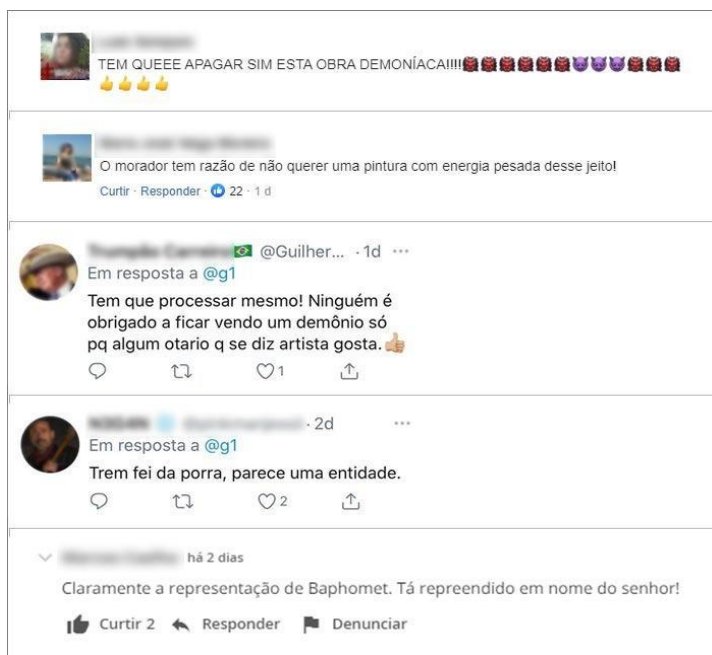 TEM QUEEE APAGAR SIM ESTA OBRA DEMONÍACA!!!!👹👹👹👹👹👹😈😈😈👹👹👹
👍👍👍👍
O morador tem razão de não querer uma pintura com energia pesada desse jeito!
Curtir · Responder · 22 · 1 d
@Guilher... · 1d ···
Em resposta a @g1
Tem que processar mesmo! Ninguém é
obrigado a ficar vendo um demônio só
pq algum otario q se diz artista gosta.👍🏼
1
· 2d ···
Em resposta a @g1
Trem fei da porra, parece uma entidade.
2
há 2 dias
Claramente a representação de Baphomet. Tá repreendido em nome do senhor!
Curtir 2 Responder Denunciar